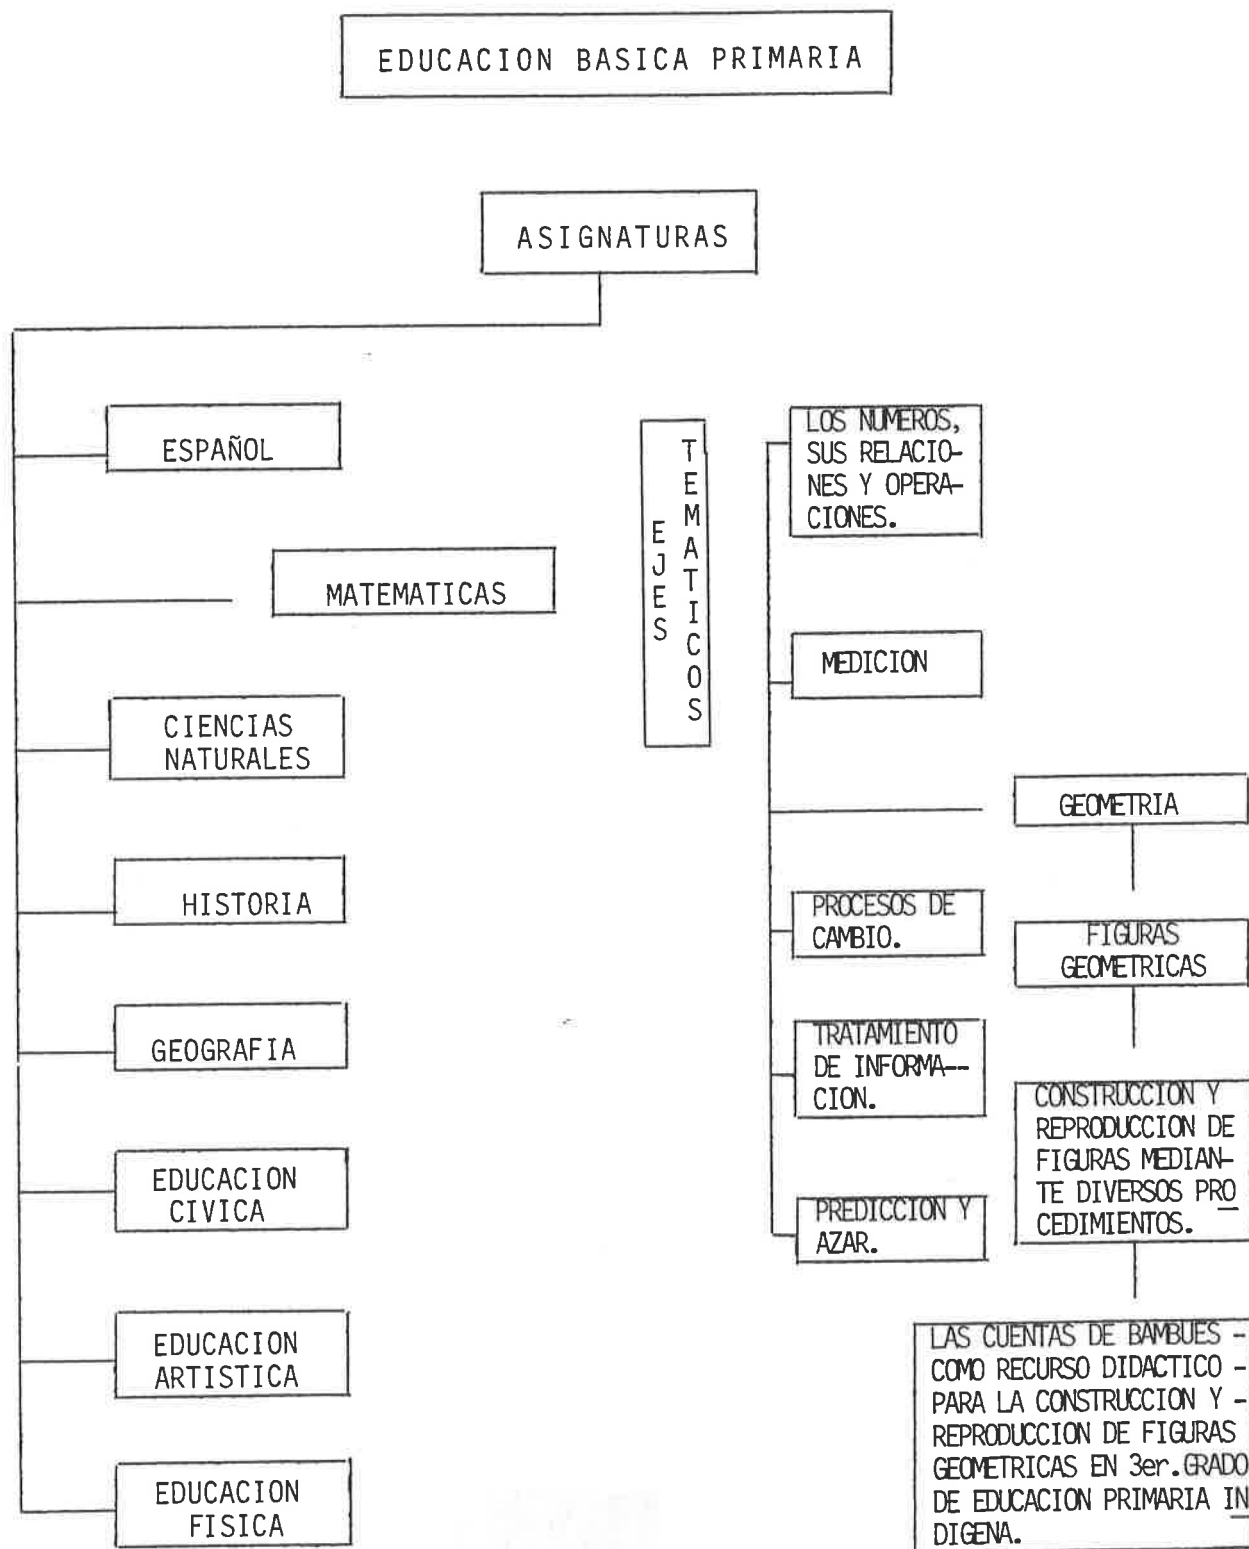 EDUCACION BASICA PRIMARIA
ASIGNATURAS
ESPAÑOL
MATEMATICAS
CIENCIAS
NATURALES
HISTORIA
GEOGRAFIA
EDUCACION
CIVICA
EDUCACION
ARTISTICA
EDUCACION
FISICA
EJES
TEMATICOS
LOS NUMEROS,
SUS RELACIO-
NES Y OPERA-
CIONES.
MEDICION
GEOMETRIA
PROCESOS DE
CAMBIO.
TRATAMIENTO
DE INFORMA--
CION.
PREDICCION Y
AZAR.
FIGURAS
GEOMETRICAS
CONSTRUCCION Y
REPRODUCCION DE
FIGURAS MEDIAN-
TE DIVERSOS PRO
CEDIMIENTOS.
LAS CUENTAS DE BAMBUES -
COMO RECURSO DIDACTICO -
PARA LA CONSTRUCCION Y -
REPRODUCCION DE FIGURAS
GEOMETRICAS EN 3er. GRADO
DE EDUCACION PRIMARIA IN
DIGENA.